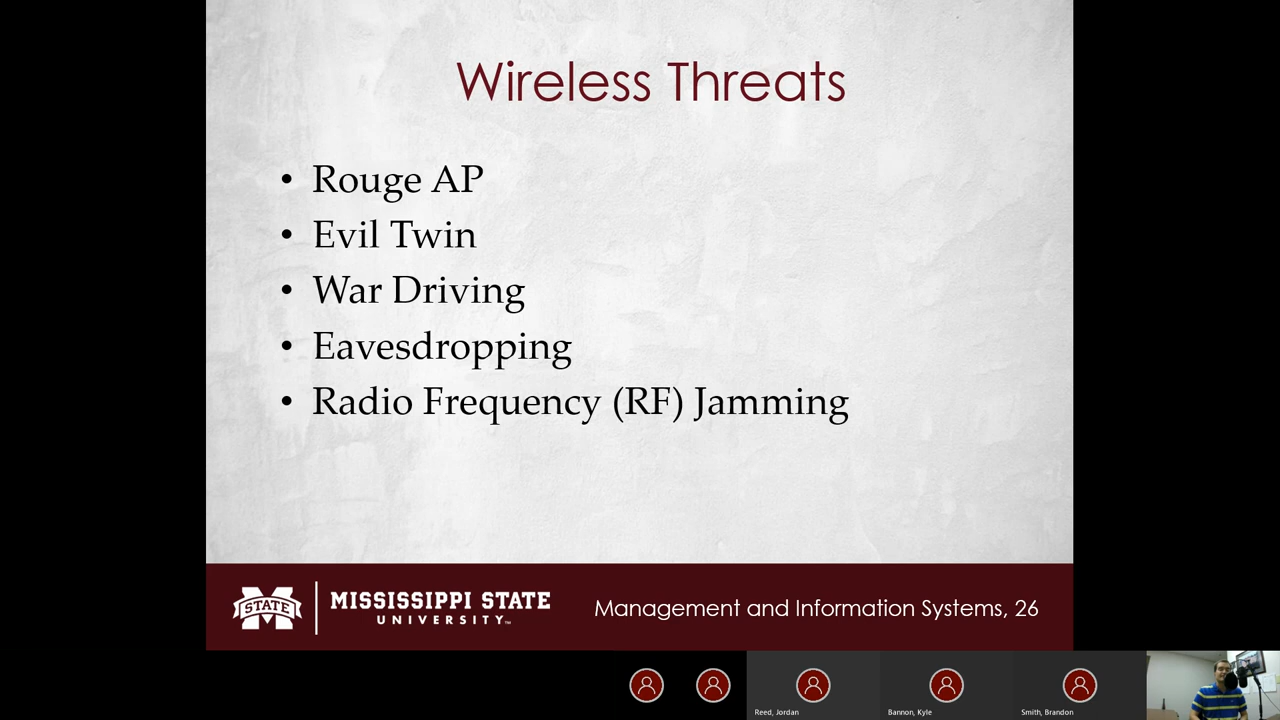 Wireless Threats
• Rouge AP
• Evil Twin
• War Driving
• Eavesdropping
• Radio Frequency (RF) Jamming
STATE
MISSISSIPPI STATE
UNIVERSITY™
Management and Information Systems, 26
Reed, Jordan
Bannon, Kyle
Smith, Brandon